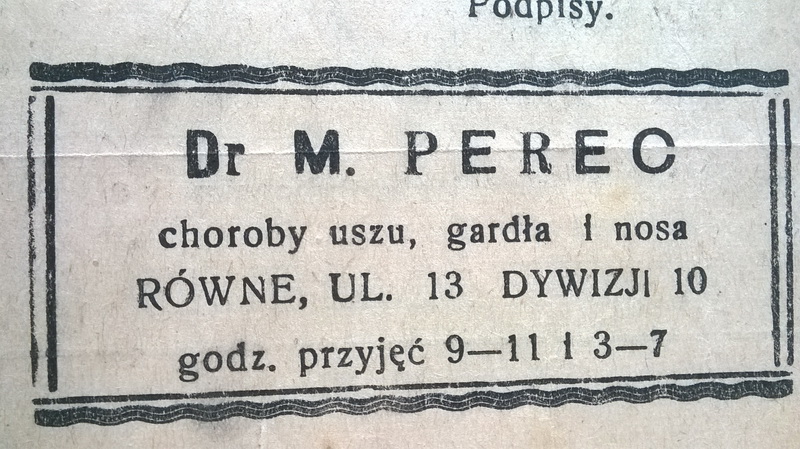 Podpisy.
Dr M. PEREC
choroby uszu, gardła i nosa
RÓWNE, UL. 13 DYWIZJI 10
godz. przyjęć 9—11 i 3—7